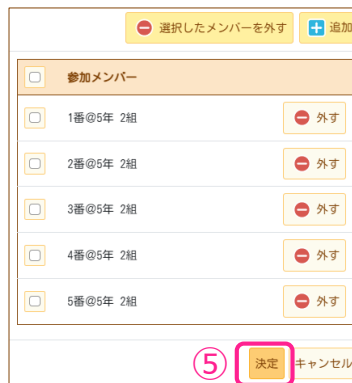 選択したメンバーを外す 追加
参加メンバー
1番@5年 2組 外す
2番@5年 2組 外す
3番@5年 2組 外す
4番@5年 2組 外す
5番@5年 2組 外す
⑤ 決定 キャンセル